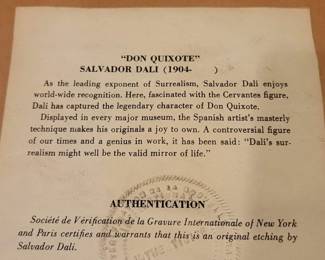 "DON QUIXOTE"
SALVADOR DALI (1904- )
As the leading exponent of Surrealism, Salvador Dali enjoys
world-wide recognition. Here, fascinated with the Cervantes figure,
Dali has captured the legendary character of Don Quixote.
Displayed in every major museum, the Spanish artist's masterly
technique makes his originals a joy to own. A controversial figure
of our times and a genius in work, it has been said: "Dali's sur-
realism might well be the valid mirror of life."
AUTHENTICATION
Société de Vérification de la Gravure Internationale of New York
and Paris certifies and warrants that this is an original etching by
Salvador Dali.